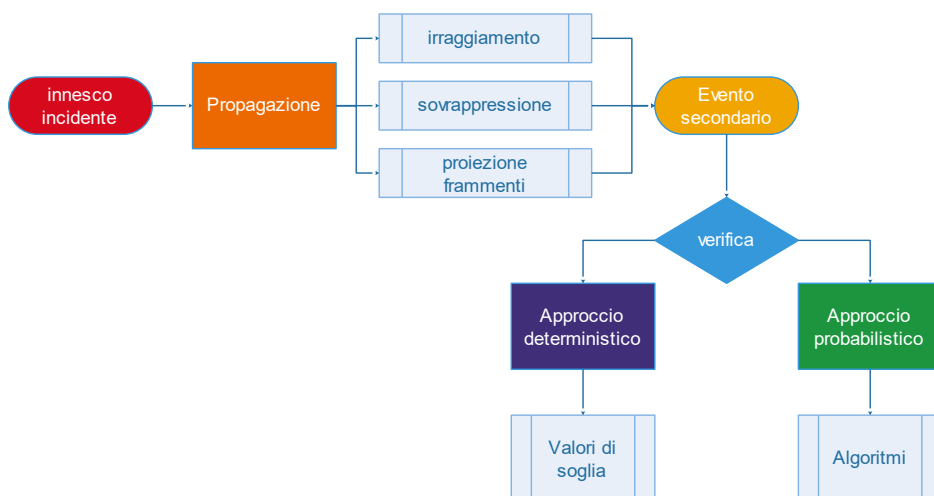 irraggiamento
innesco
incidente
Propagazione
sovrappressione
Evento
secondario
proiezione
frammenti
verifica
Approccio
deterministico
Approccio
probabilistico
Valori di
soglia
Algoritmi